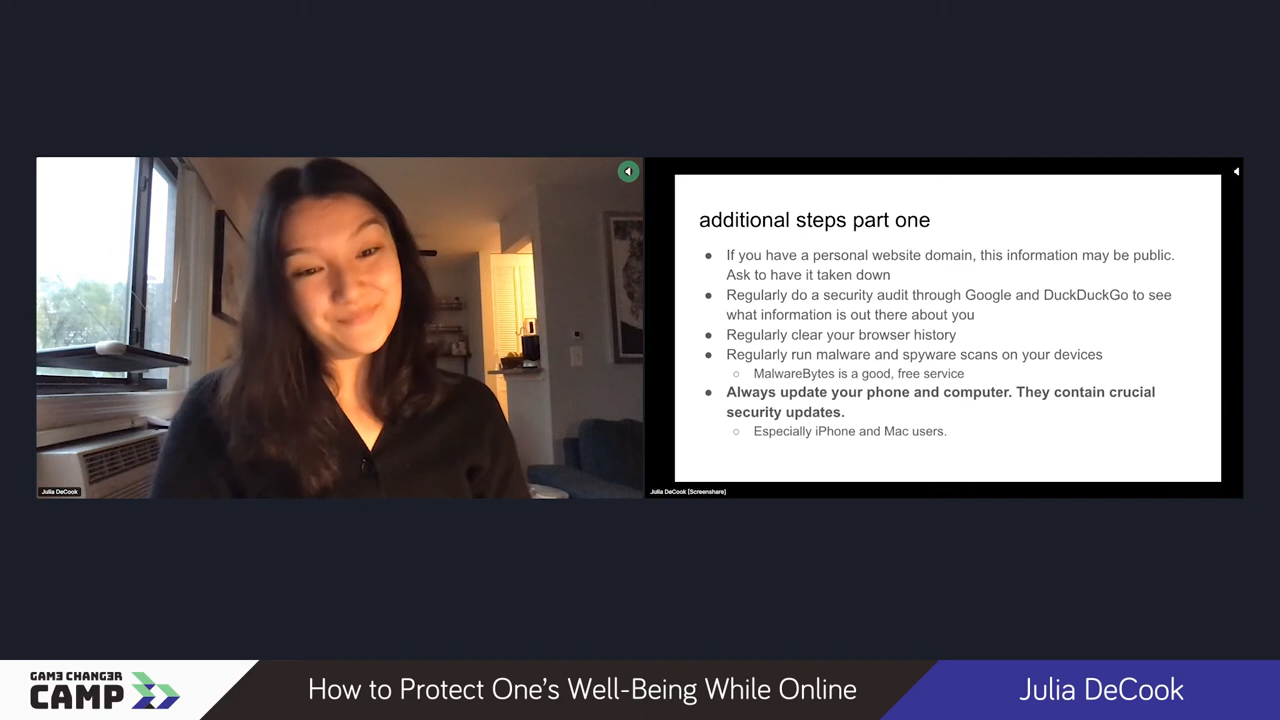 additional steps part one
● If you have a personal website domain, this information may be public.
Ask to have it taken down
● Regularly do a security audit through Google and DuckDuckGo to see
what information is out there about you
● Regularly clear your browser history
● Regularly run malware and spyware scans on your devices
○ MalwareBytes is a good, free service
● Always update your phone and computer. They contain crucial
security updates.
○ Especially iPhone and Mac users.
Julia DeCook
Julia DeCook [Screenshare]
GAM3 CHANG3R
CAMP
How to Protect One’s Well-Being While Online
Julia DeCook